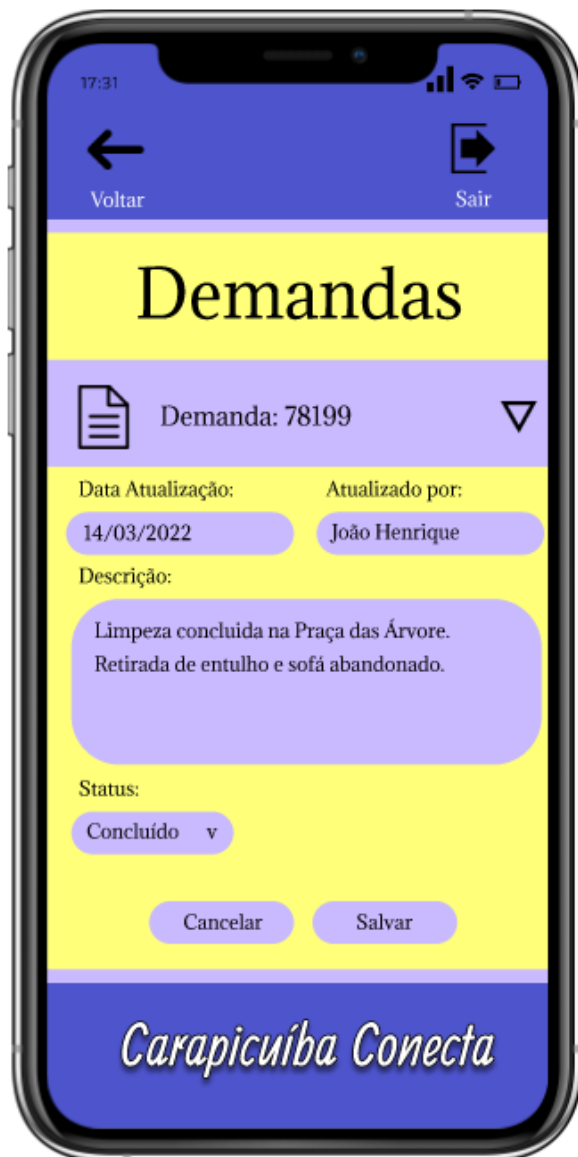 17:31
Voltar
Sair
Demandas
Demanda: 78199
Data Atualização:
Atualizado por:
14/03/2022
João Henrique
Descrição:
Limpeza concluida na Praça das Árvore.
Retirada de entulho e sofá abandonado.
Status:
Concluído v
Cancelar
Salvar
Carapicuíba Conecta